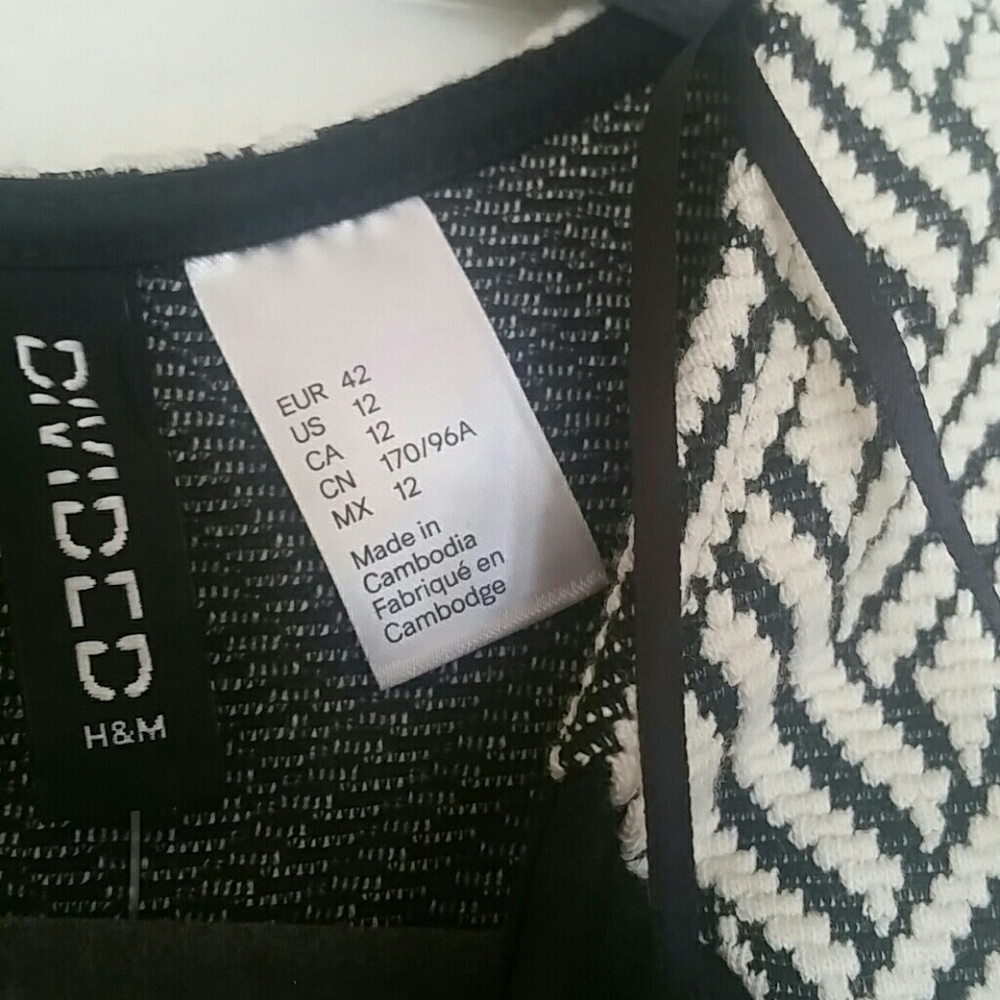 DIVIDED
H&M
EUR 42
US 12
CA 12
CN 170/96A
MX 12
Made in
Cambodia
Fabriqué en
Cambodge